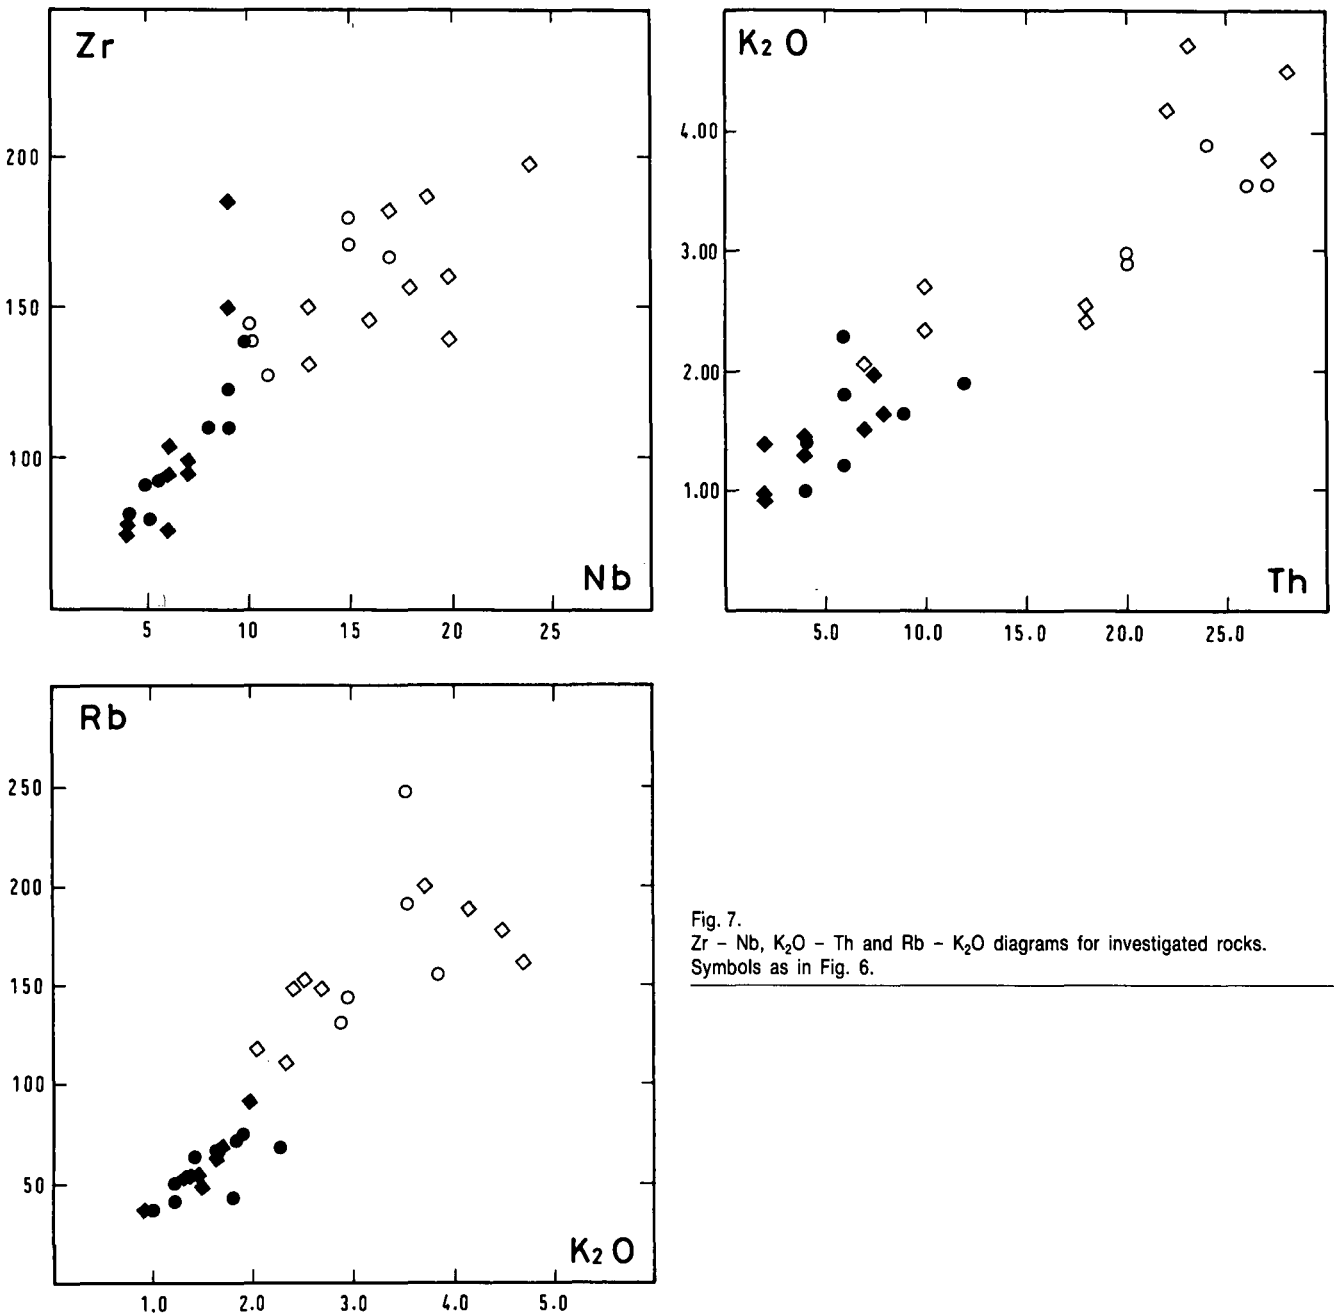 Zr
200
150
100
Nb
5 10 15 20 25
K₂O
4.00
3.00
2.00
1.00
Th
5.0 10.0 15.0 20.0 25.0
Rb
250
200
150
100
50
K₂O
1.0 2.0 3.0 4.0 5.0
Fig. 7.
Zr – Nb, K₂O – Th and Rb – K₂O diagrams for investigated rocks.
Symbols as in Fig. 6.